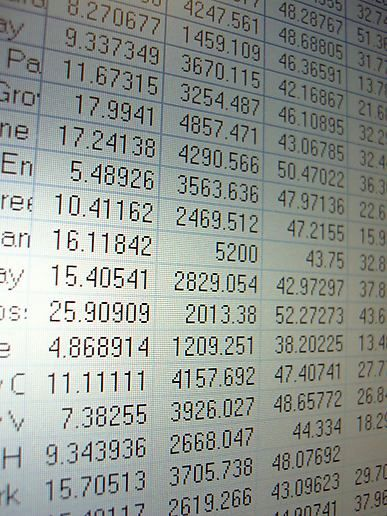 48.28767 51.3
4247.561 48.68805 31.7
8.270677 1459.109 46.36591 13.7
ay 9.337349 3670.115 42.16867 21.6
Pa 11.67315 3254.487 46.10895 32.4
Gro 17.9941 4857.471 43.06785 32.4
ne 17.24138 4290.566 50.47022 36.
En 5.48926 3563.636 47.97136 22.
ree 10.41162 2469.512 47.2155 15.9
an 16.11842 5200 43.75 32.8
ay 15.40541 2829.054 42.97297 37.8
os 25.90909 2013.38 52.27273 43.6
e 4.868914 1209.251 38.20225 13.4
C 11.11111 4157.692 47.40741 27.7
v 7.38255 3926.027 48.65772 26.8
H 9.343936 2668.047 44.334 18.2
rk 15.70513 3705.738 48.07692
2619.266 43.09623 29.70
37.96